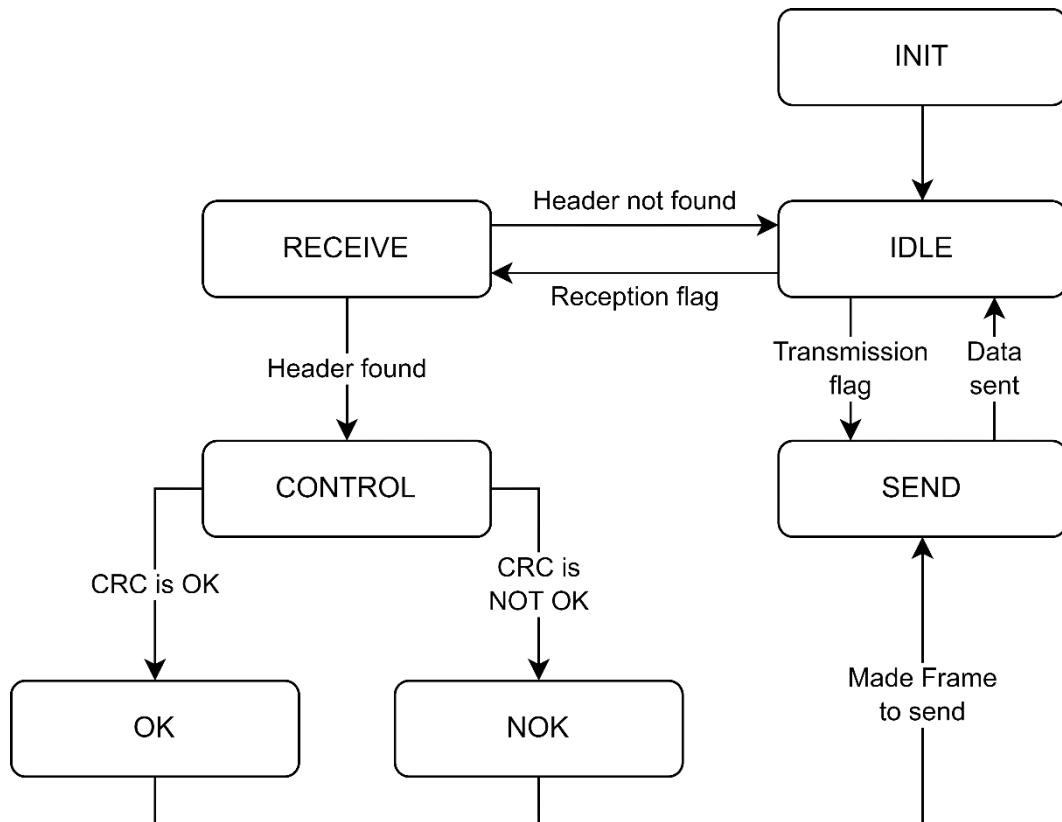 INIT
Header not found
RECEIVE
IDLE
Reception flag
Header found
Transmission
flag
Data
sent
CONTROL
SEND
CRC is OK
CRC is
NOT OK
OK
NOK
Made Frame
to send